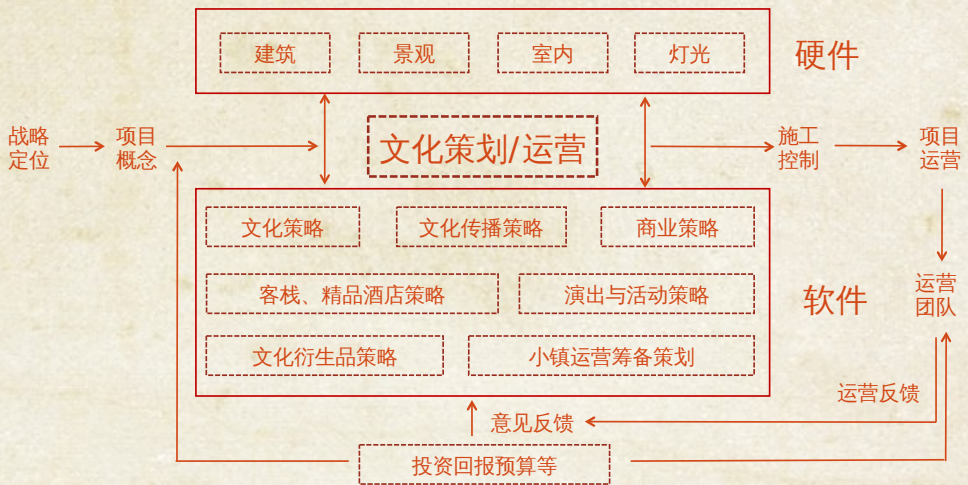 建筑
景观
室内
灯光
硬件
战略
定位
项目
概念
文化策划/运营
施工
控制
项目
运营
文化策略
文化传播策略
商业策略
客栈、精品酒店策略
演出与活动策略
软件
运营
团队
文化衍生品策略
小镇运营筹备策划
运营反馈
意见反馈
投资回报预算等